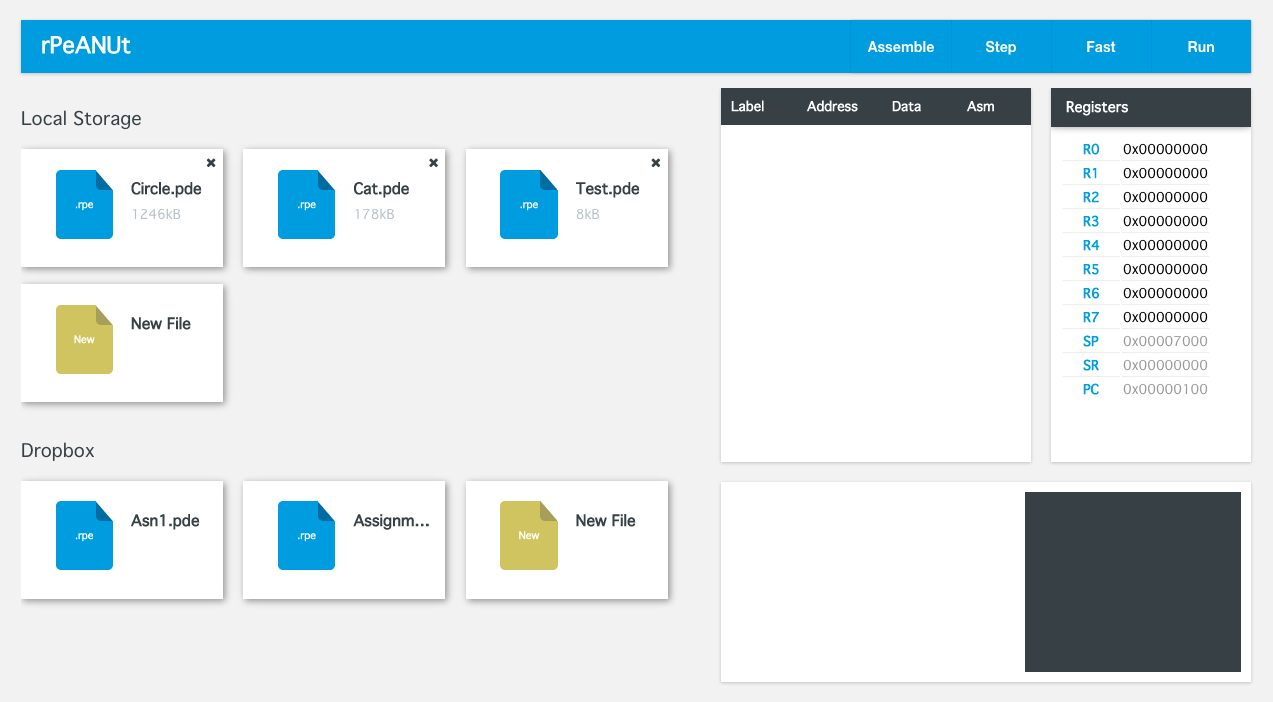 rPeANUt
Assemble Step Fast Run
Local Storage
.rpe
Circle.pde
1246kB
.rpe
Cat.pde
178kB
.rpe
Test.pde
8kB
New
New File
Dropbox
.rpe
Asn1.pde
.rpe
Assignm...
New
New File
Label Address Data Asm
Registers
R0 0x00000000
R1 0x00000000
R2 0x00000000
R3 0x00000000
R4 0x00000000
R5 0x00000000
R6 0x00000000
R7 0x00000000
SP 0x00007000
SR 0x00000000
PC 0x00000100